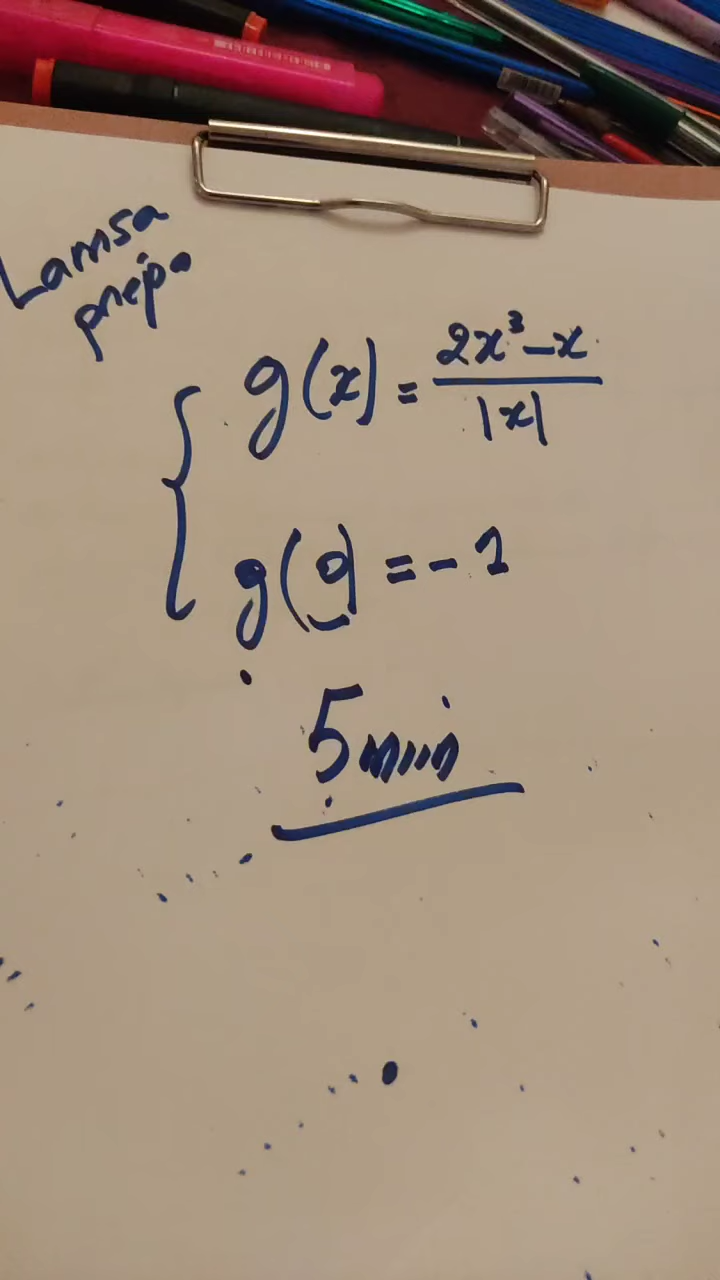 Lamsa
prépa
g(x) = 2x³-x / |x|
g(0) = -1
5min